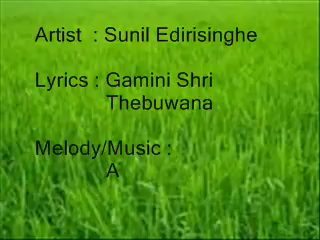 Artist : Sunil Edirisinghe
Lyrics : Gamini Shri
Thebuwana
Melody/Music :
A